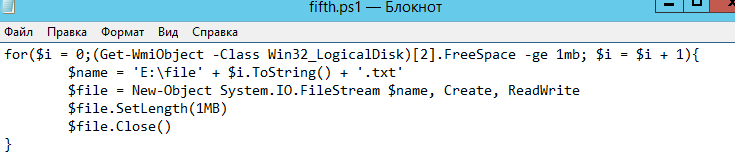 fifth.ps1 — Блокнот
Файл Правка Формат Вид Справка
for($i = 0;(Get-WmiObject -Class Win32_LogicalDisk)[2].FreeSpace -ge 1mb; $i = $i + 1){
        $name = 'E:\file' + $i.ToString() + '.txt'
        $file = New-Object System.IO.FileStream $name, Create, ReadWrite
        $file.SetLength(1MB)
        $file.Close()
}